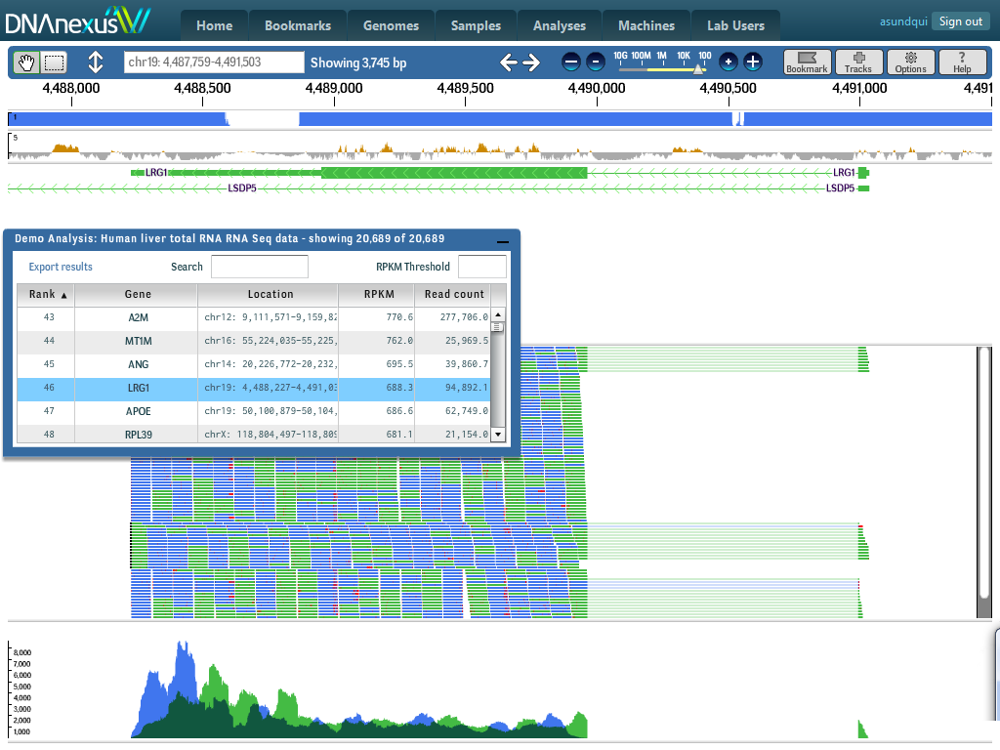 DNAnexus
Home Bookmarks Genomes Samples Analyses Machines Lab Users
asundqui Sign out
chr19: 4,487,759-4,491,503
Showing 3,745 bp
10G 100M 1M 10K 100
Bookmark Tracks Options ? Help
4,488,000 4,488,500 4,489,000 4,489,500 4,490,000 4,490,500 4,491,000 4,491
1
5
LRG1 LRG1
LSDP5 LSDP5
Demo Analysis: Human liver total RNA RNA Seq data - showing 20,689 of 20,689
Export results Search RPKM Threshold
Rank ▲ Gene Location RPKM Read count
43 A2M chr12: 9,111,571-9,159,82 770.6 277,706.0
44 MT1M chr16: 55,224,035-55,225, 762.0 25,969.5
45 ANG chr14: 20,226,772-20,232, 695.5 39,860.7
46 LRG1 chr19: 4,488,227-4,491,03 688.3 94,892.1
47 APOE chr19: 50,100,879-50,104, 686.6 62,749.0
48 RPL39 chrX: 118,804,497-118,809 681.1 21,154.0
8,000
7,000
6,000
5,000
4,000
3,000
2,000
1,000